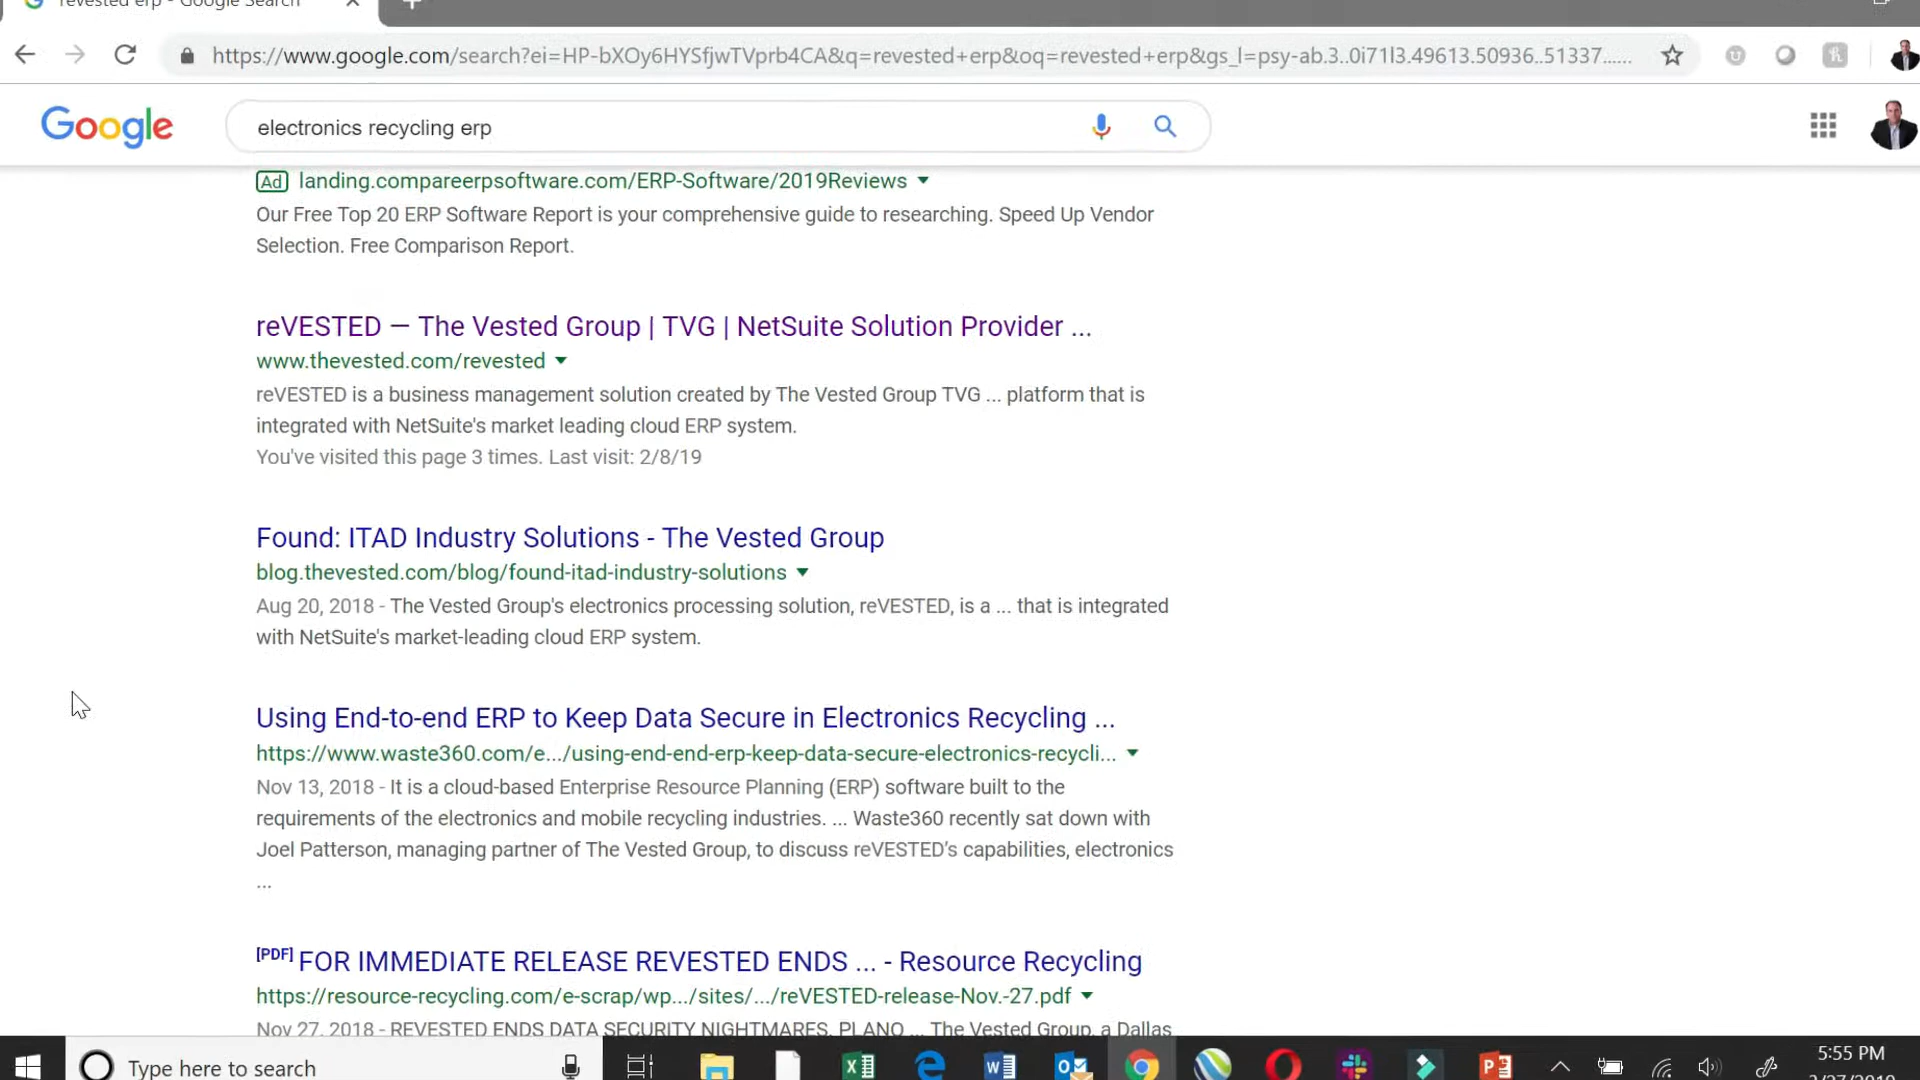 revested erp - Google Search
https://www.google.com/search?ei=HP-bXOy6HYSfjwTVprb4CA&q=revested+erp&oq=revested+erp&gs_l=psy-ab.3..0i71l3.49613.50936..51337......
Google
electronics recycling erp
Ad landing.compareerpsoftware.com/ERP-Software/2019Reviews
Our Free Top 20 ERP Software Report is your comprehensive guide to researching. Speed Up Vendor
Selection. Free Comparison Report.
reVESTED — The Vested Group | TVG | NetSuite Solution Provider ...
www.thevested.com/revested
reVESTED is a business management solution created by The Vested Group TVG ... platform that is
integrated with NetSuite's market leading cloud ERP system.
You've visited this page 3 times. Last visit: 2/8/19
Found: ITAD Industry Solutions - The Vested Group
blog.thevested.com/blog/found-itad-industry-solutions
Aug 20, 2018 - The Vested Group's electronics processing solution, reVESTED, is a ... that is integrated
with NetSuite's market-leading cloud ERP system.
Using End-to-end ERP to Keep Data Secure in Electronics Recycling ...
https://www.waste360.com/e.../using-end-end-erp-keep-data-secure-electronics-recycli...
Nov 13, 2018 - It is a cloud-based Enterprise Resource Planning (ERP) software built to the
requirements of the electronics and mobile recycling industries. ... Waste360 recently sat down with
Joel Patterson, managing partner of The Vested Group, to discuss reVESTED's capabilities, electronics
...
[PDF] FOR IMMEDIATE RELEASE REVESTED ENDS ... - Resource Recycling
https://resource-recycling.com/e-scrap/wp.../sites/.../reVESTED-release-Nov.-27.pdf
Nov 27, 2018 - REVESTED ENDS DATA SECURITY NIGHTMARES. PLANO ... The Vested Group, a Dallas
Type here to search
5:55 PM